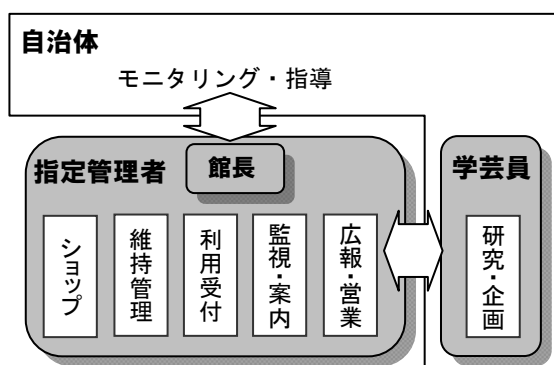 自治体
モニタリング・指導
指定管理者
館長
学芸員
ショップ
維持管理
利用受付
監視・案内
広報・営業
研究・企画